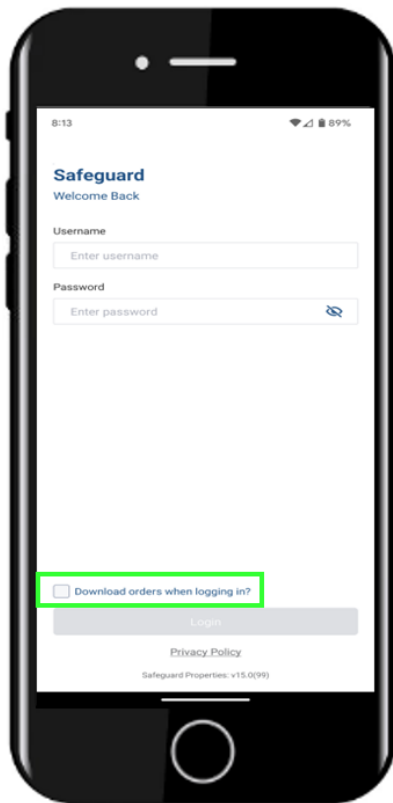 8:13
89%
Safeguard
Welcome Back
Username
Enter username
Password
Enter password
Download orders when logging in?
Login
Privacy Policy
Safeguard Properties: v15.0(99)